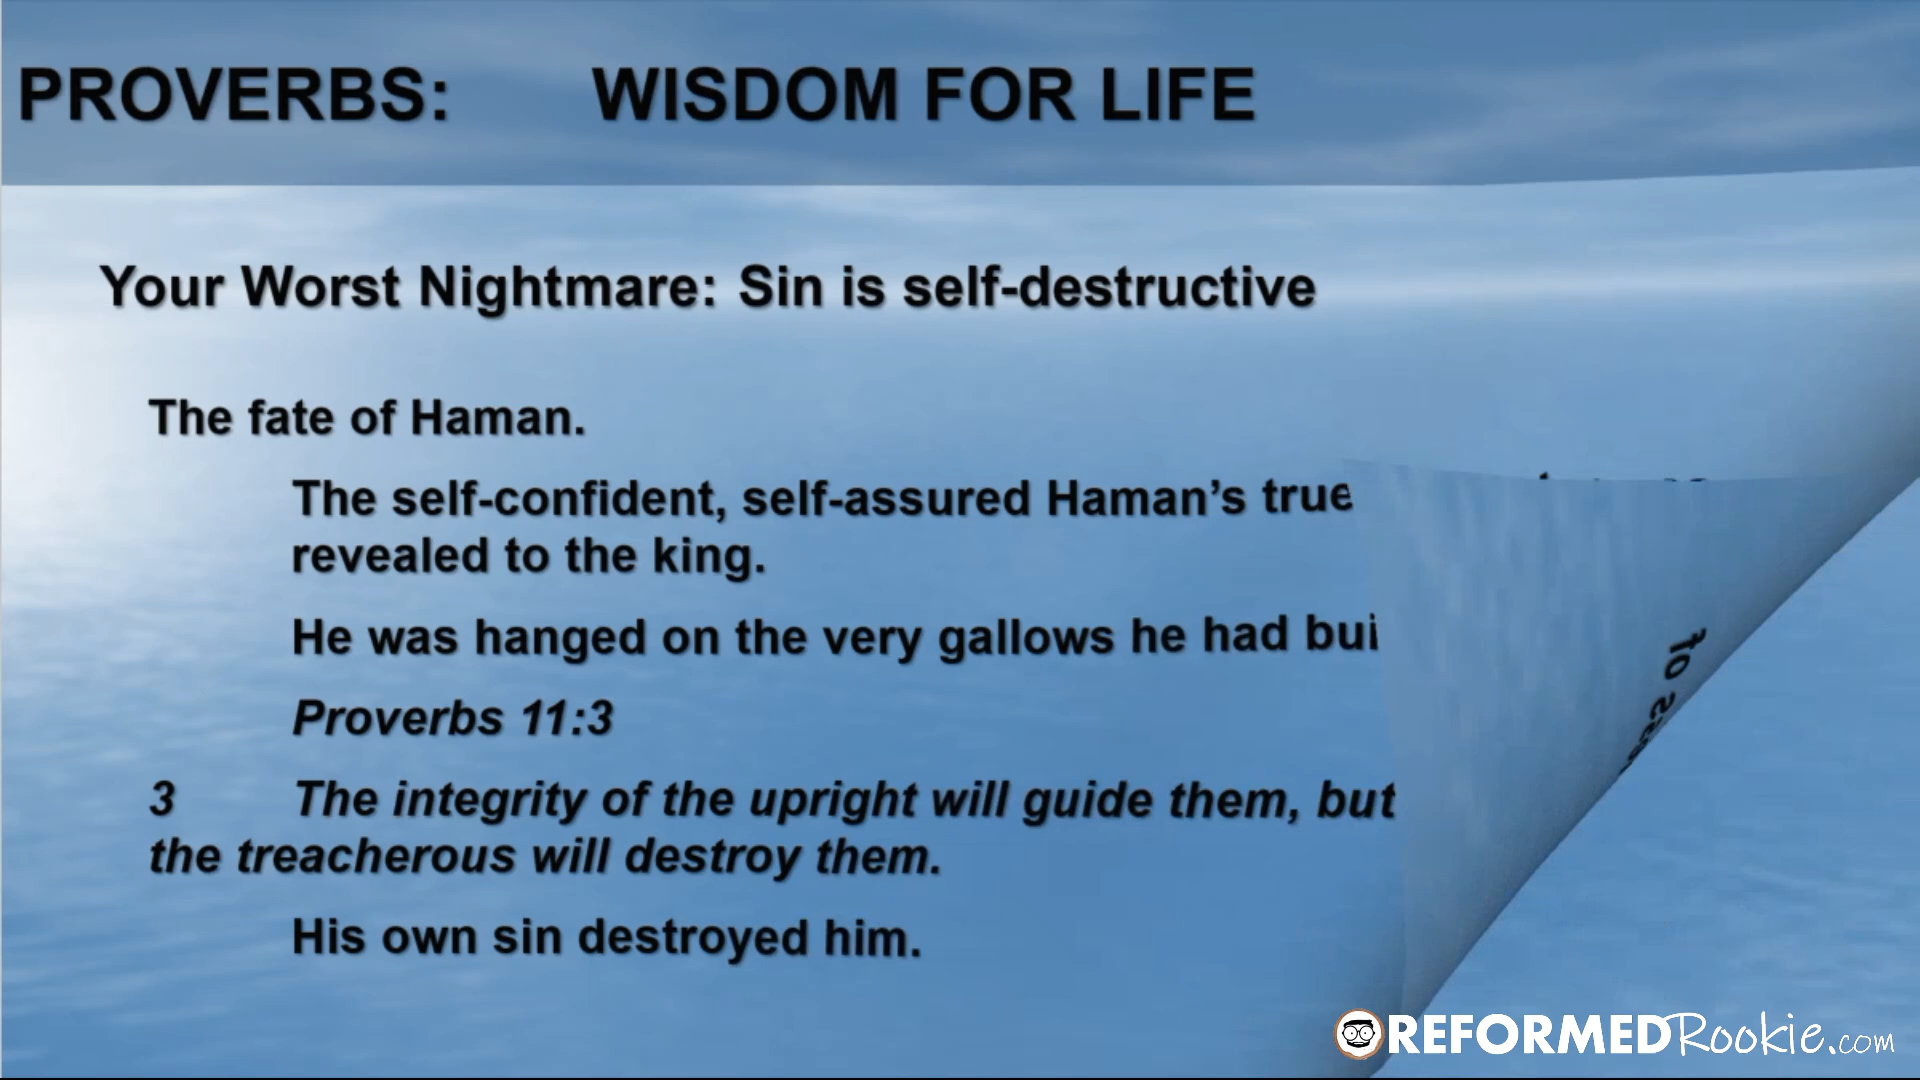 PROVERBS: WISDOM FOR LIFE
Your Worst Nightmare: Sin is self-destructive
The fate of Haman.
The self-confident, self-assured Haman's true
revealed to the king.
He was hanged on the very gallows he had
Proverbs 11:3
3 The integrity of the upright will guide them, but
the treacherous will destroy them.
His own sin destroyed him.
REFORMEDRookie.com